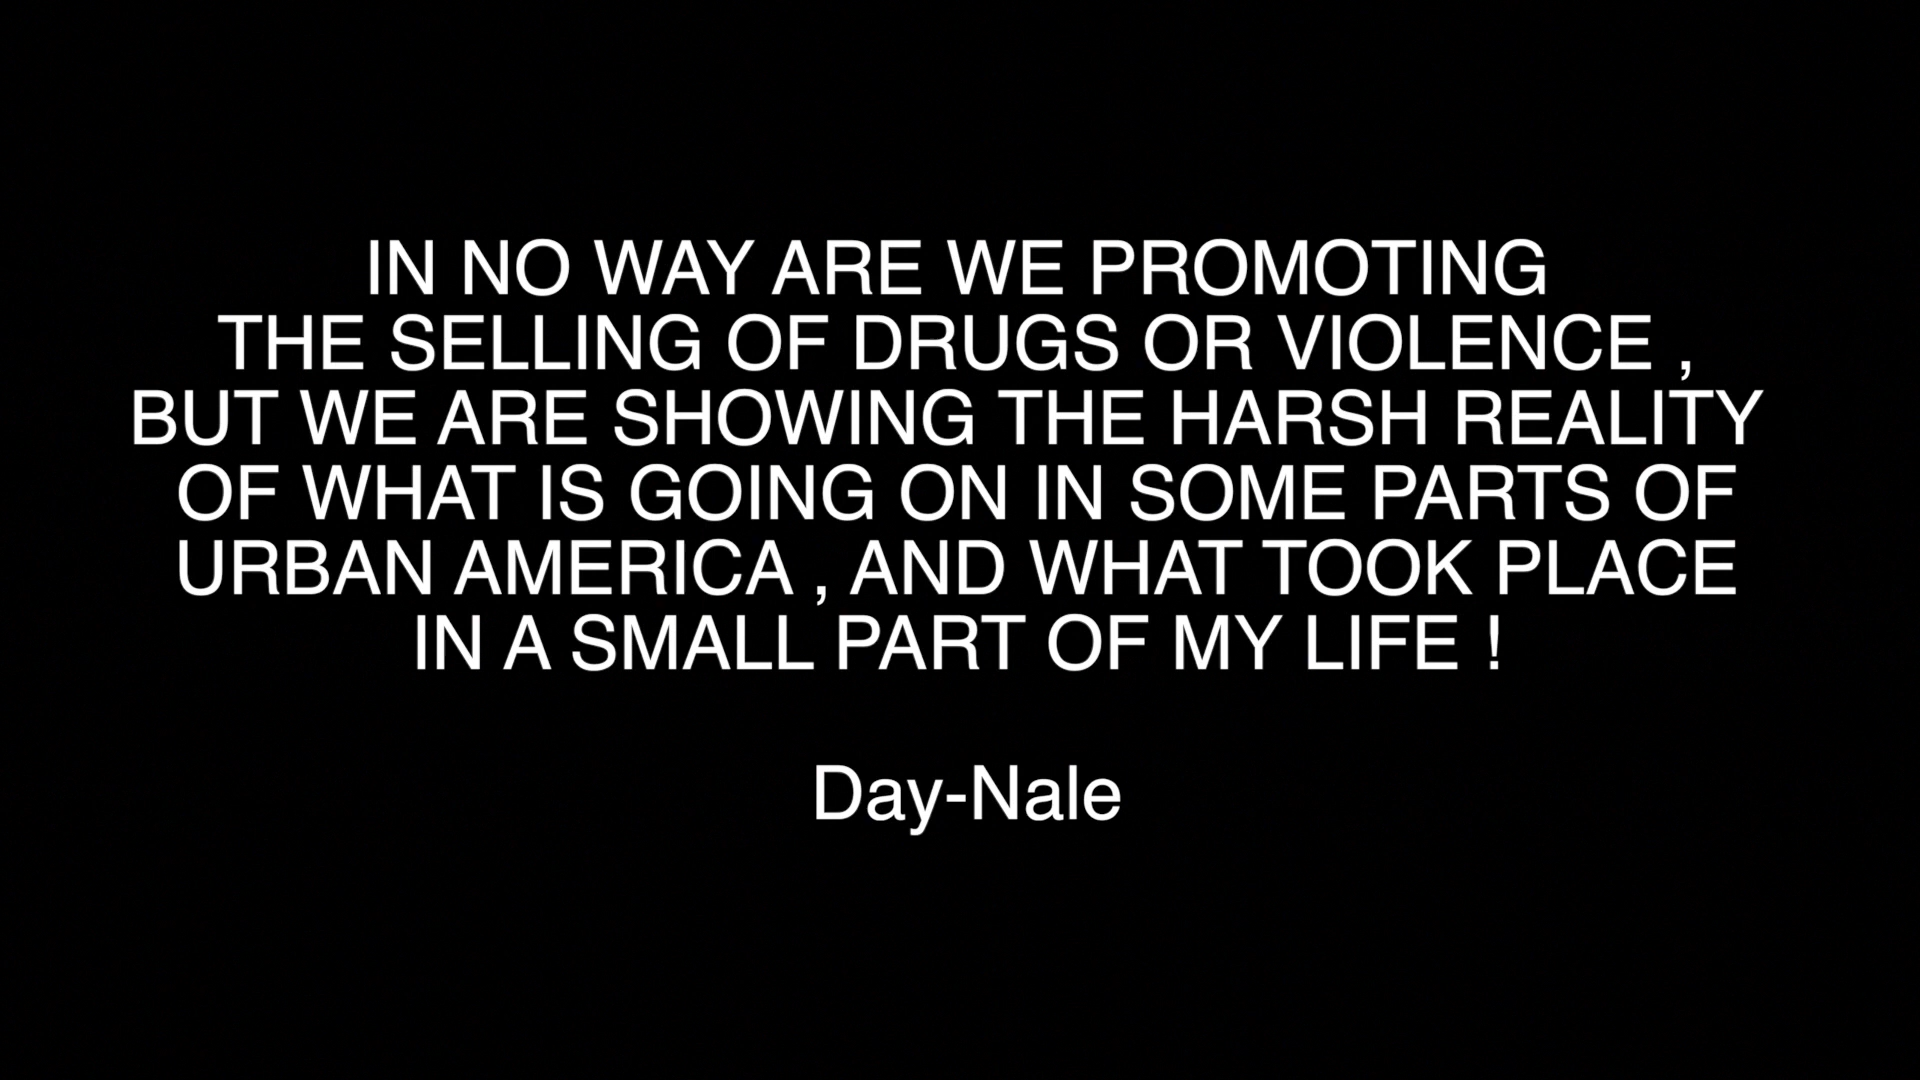 IN NO WAY ARE WE PROMOTING
THE SELLING OF DRUGS OR VIOLENCE ,
BUT WE ARE SHOWING THE HARSH REALITY
OF WHAT IS GOING ON IN SOME PARTS OF
URBAN AMERICA , AND WHAT TOOK PLACE
IN A SMALL PART OF MY LIFE !
Day-Nale